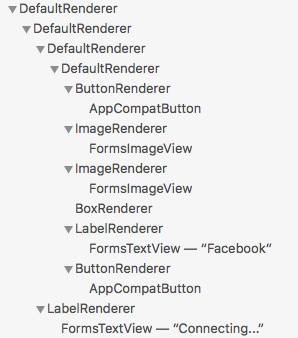 DefaultRenderer
DefaultRenderer
DefaultRenderer
DefaultRenderer
ButtonRenderer
AppCompatButton
ImageRenderer
FormsImageView
ImageRenderer
FormsImageView
BoxRenderer
LabelRenderer
FormsTextView — “Facebook”
ButtonRenderer
AppCompatButton
LabelRenderer
FormsTextView — “Connecting...”